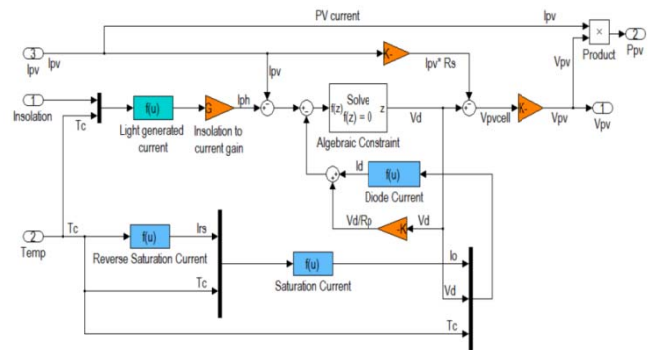 PV current
Ipv
×
Product
2
Ppv
3
Ipv
Ipv
K-
Ipv* Rs
Vpv
Ipv
1
Insolation
Tc
f(u)
Light generated
current
G
Insolation to
current gain
Iph
f(z)
Solve
f(z) = 0
z
Algebraic Constraint
Vd
Vpvcell
K-
Vpv
1
Vpv
Id
f(u)
Diode Current
Vd/Rp
-K
Vd
2
Temp
Tc
f(u)
Reverse Saturation Current
Irs
Tc
f(u)
Saturation Current
Io
Vd
Tc